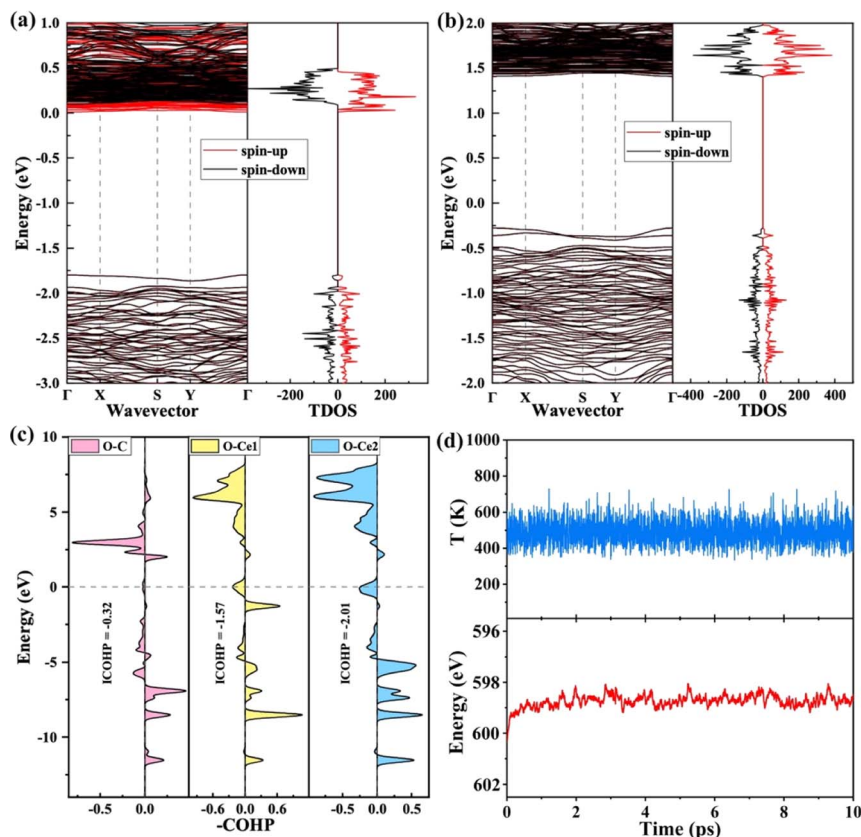 (a)
1.0
0.5
0.0
-0.5
-1.0
-1.5
-2.0
-2.5
-3.0
Energy (eV)
spin-up
spin-down
Γ X S Y Γ
Wavevector
-200 0 200
TDOS
(b)
2.0
1.5
1.0
0.5
0.0
-0.5
-1.0
-1.5
-2.0
Energy (eV)
spin-up
spin-down
Γ X S Y Γ
Wavevector
-400 -200 0 200 400
TDOS
(c)
O-C O-Ce1 O-Ce2
10
5
0
-5
-10
Energy (eV)
ICOHP = -0.32
ICOHP = -1.57
ICOHP = -2.01
-0.5 0.0 -0.6 0.0 0.6 -0.5 0.0 0.5
-COHP
(d)
1000
800
600
400
200
T (K)
596
598
600
602
Energy (eV)
0 2 4 6 8 10
Time (ps)